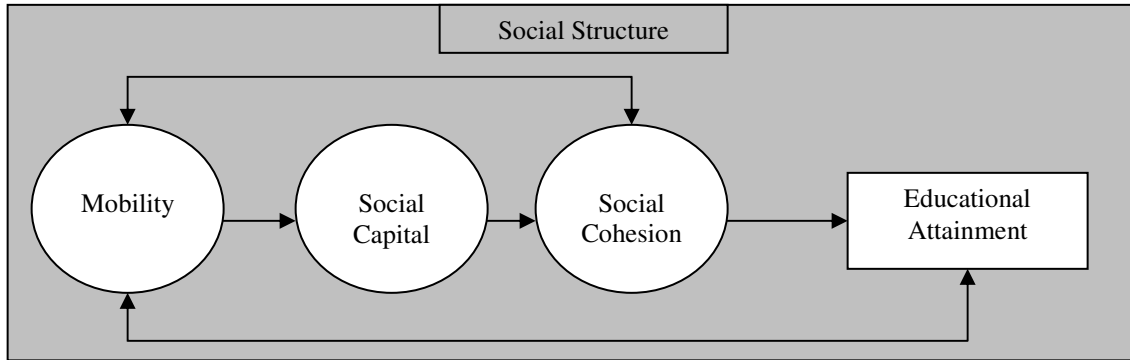 Social Structure
Mobility
Social
Capital
Social
Cohesion
Educational
Attainment